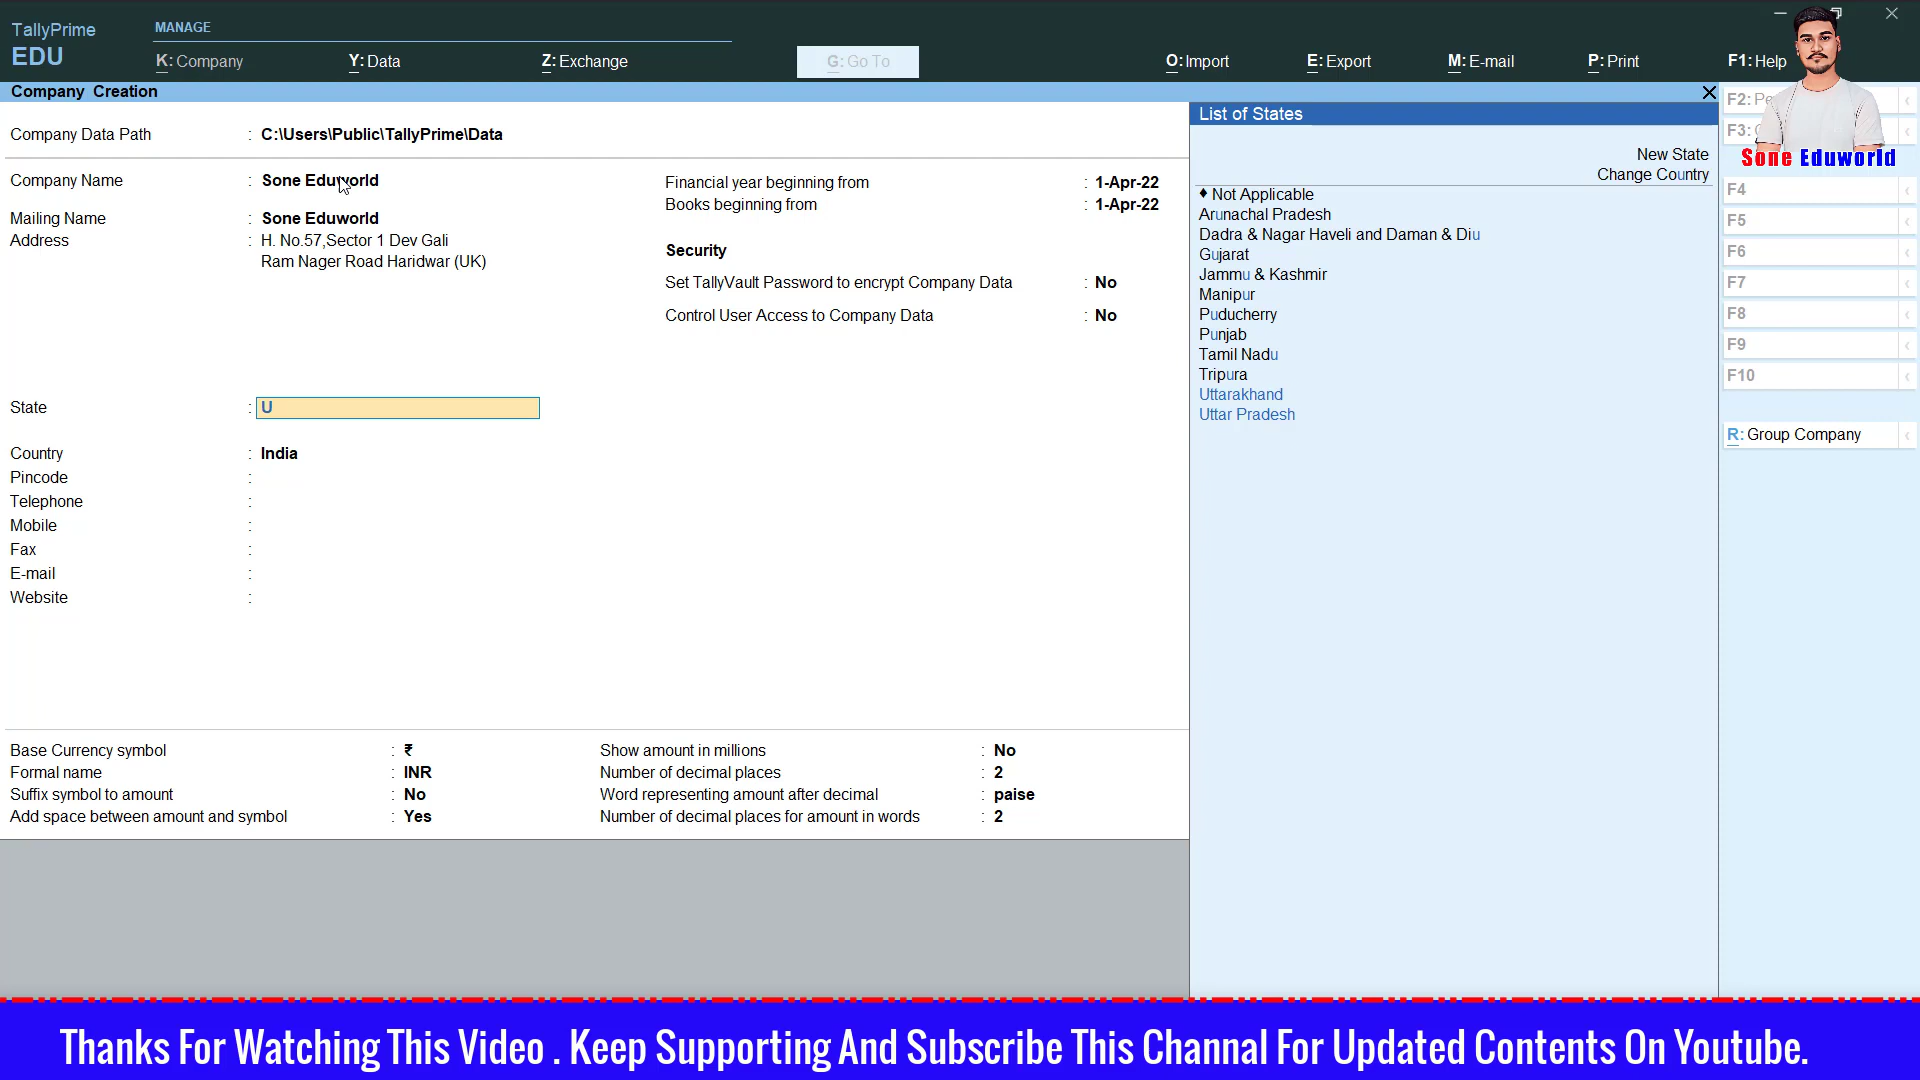 TallyPrime
EDU
MANAGE
K: Company
Y: Data
Z: Exchange
G: Go To
O: Import
E: Export
M: E-mail
P: Print
F1: Help
Company Creation
Company Data Path : C:\Users\Public\TallyPrime\Data
Company Name : Sone Eduworld
Mailing Name : Sone Eduworld
Address : H. No.57,Sector 1 Dev Gali
Ram Nager Road Haridwar (UK)
State : U
Country : India
Pincode :
Telephone :
Mobile :
Fax :
E-mail :
Website :
Financial year beginning from : 1-Apr-22
Books beginning from : 1-Apr-22
Security
Set TallyVault Password to encrypt Company Data : No
Control User Access to Company Data : No
Base Currency symbol : ₹
Formal name : INR
Suffix symbol to amount : No
Add space between amount and symbol : Yes
Show amount in millions : No
Number of decimal places : 2
Word representing amount after decimal : paise
Number of decimal places for amount in words : 2
List of States
New State
Change Country
♦ Not Applicable
Arunachal Pradesh
Dadra & Nagar Haveli and Daman & Diu
Gujarat
Jammu & Kashmir
Manipur
Puducherry
Punjab
Tamil Nadu
Tripura
Uttarakhand
Uttar Pradesh
F2:
F3:
Sone Eduworld
F4
F5
F6
F7
F8
F9
F10
R: Group Company
Thanks For Watching This Video . Keep Supporting And Subscribe This Channal For Updated Contents On Youtube.